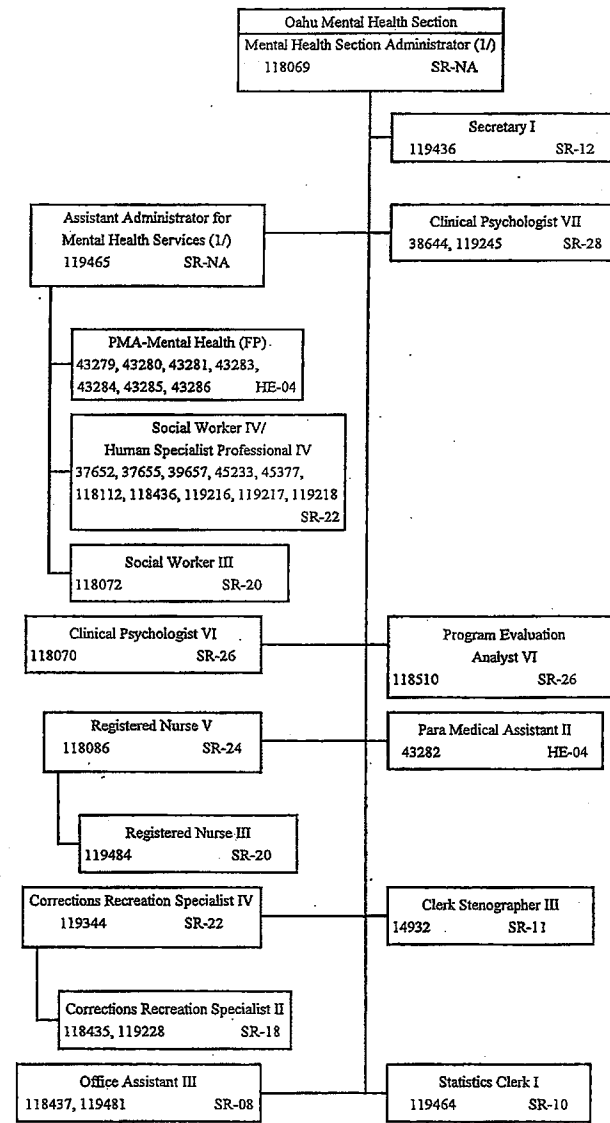 Oahu Mental Health Section
Mental Health Section Administrator (1/)
118069 SR-NA
Secretary I
119436 SR-12
Assistant Administrator for
Mental Health Services (1/)
119465 SR-NA
Clinical Psychologist VII
38644, 119245 SR-28
PMA-Mental Health (FP)
43279, 43280, 43281, 43283,
43284, 43285, 43286 HE-04
Social Worker IV/
Human Specialist Professional IV
37652, 37655, 39657, 45233, 45377,
118112, 118436, 119216, 119217, 119218
SR-22
Social Worker III
118072 SR-20
Clinical Psychologist VI
118070 SR-26
Program Evaluation
Analyst VI
118510 SR-26
Registered Nurse V
118086 SR-24
Para Medical Assistant II
43282 HE-04
Registered Nurse III
119484 SR-20
Corrections Recreation Specialist IV
119344 SR-22
Clerk Stenographer III
14932 SR-11
Corrections Recreation Specialist II
118435, 119228 SR-18
Office Assistant III
118437, 119481 SR-08
Statistics Clerk I
119464 SR-10